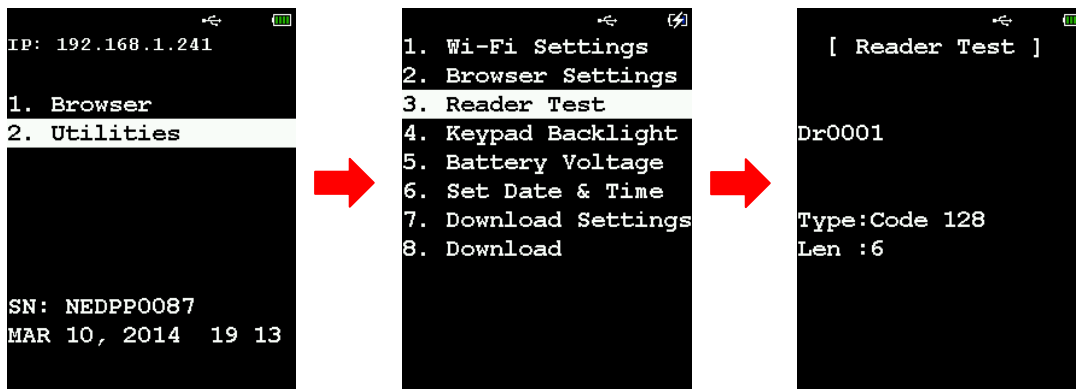 IP: 192.168.1.241
1. Browser
2. Utilities
SN: NEDPP0087
MAR 10, 2014 19 13
1. Wi-Fi Settings
2. Browser Settings
3. Reader Test
4. Keypad Backlight
5. Battery Voltage
6. Set Date & Time
7. Download Settings
8. Download
[ Reader Test ]
Dr0001
Type:Code 128
Len :6